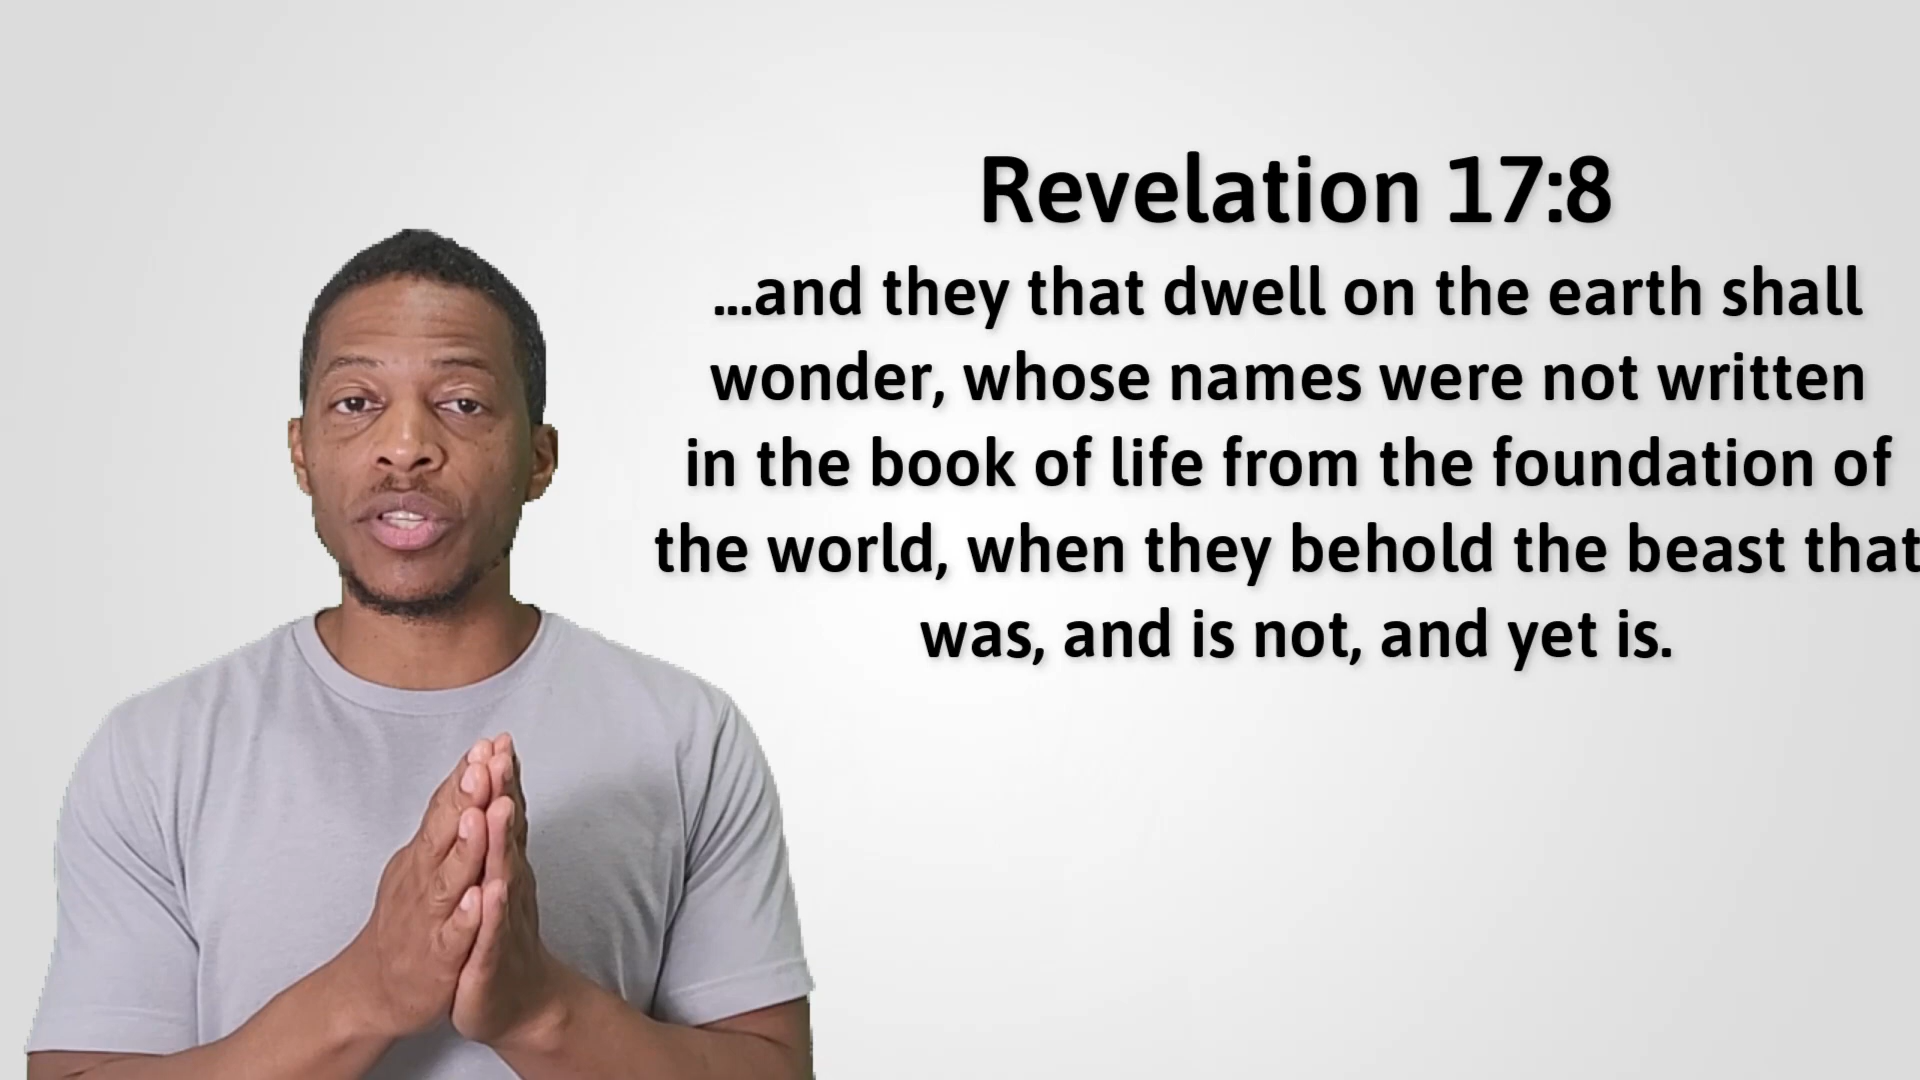 Revelation 17:8
...and they that dwell on the earth shall
wonder, whose names were not written
in the book of life from the foundation of
the world, when they behold the beast that
was, and is not, and yet is.